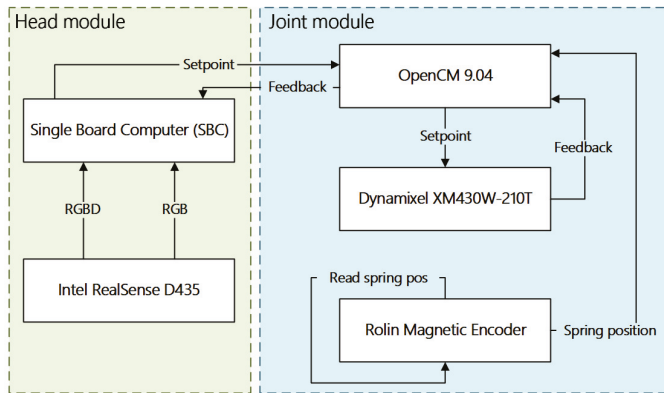 Head module
Joint module
Setpoint
OpenCM 9.04
Feedback
Single Board Computer (SBC)
Setpoint
Feedback
Dynamixel XM430W-210T
RGBD
RGB
Intel RealSense D435
Read spring pos
Rolin Magnetic Encoder
Spring position